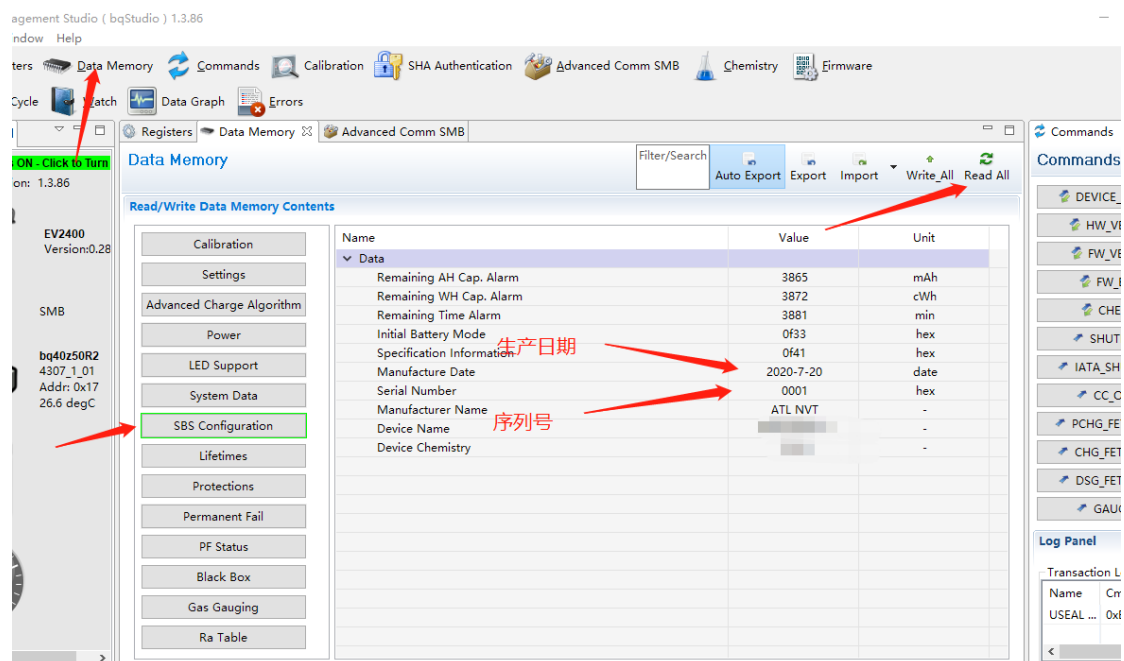 agement Studio ( bqStudio ) 1.3.86
ndow Help
ters Data Memory Commands Calibration SHA Authentication Advanced Comm SMB Chemistry Firmware
Cycle Watch Data Graph Errors
Registers Data Memory Advanced Comm SMB Commands
ON - Click to Turn
on: 1.3.86
Data Memory
Filter/Search
Auto Export Export Import Write_All Read All
Commands
Read/Write Data Memory Contents
EV2400
Version:0.28
SMB
bq40z50R2
4307_1_01
Addr: 0x17
26.6 degC
Calibration
Settings
Advanced Charge Algorithm
Power
LED Support
System Data
SBS Configuration
Lifetimes
Protections
Permanent Fail
PF Status
Black Box
Gas Gauging
Ra Table
Name Value Unit
Data
Remaining AH Cap. Alarm 3865 mAh
Remaining WH Cap. Alarm 3872 cWh
Remaining Time Alarm 3881 min
Initial Battery Mode 0f33 hex
Specification Information 0f41 hex
生产日期
Manufacture Date 2020-7-20 date
Serial Number 0001 hex
Manufacturer Name ATL NVT -
序列号
Device Name -
Device Chemistry -
DEVICE_
HW_VE
FW_VE
FW_B
CHE
SHUT
IATA_SH
CC_O
PCHG_FE
CHG_FET
DSG_FET
GAUG
Log Panel
Transaction L
Name Cm
USEAL ... 0xE